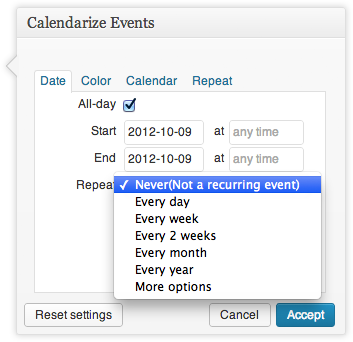 Calendarize Events
Date Color Calendar Repeat
All-day
Start 2012-10-09 at any time
End 2012-10-09 at any time
Repeat ✓ Never(Not a recurring event)
Every day
Every week
Every 2 weeks
Every month
Every year
More options
Reset settings Cancel Accept